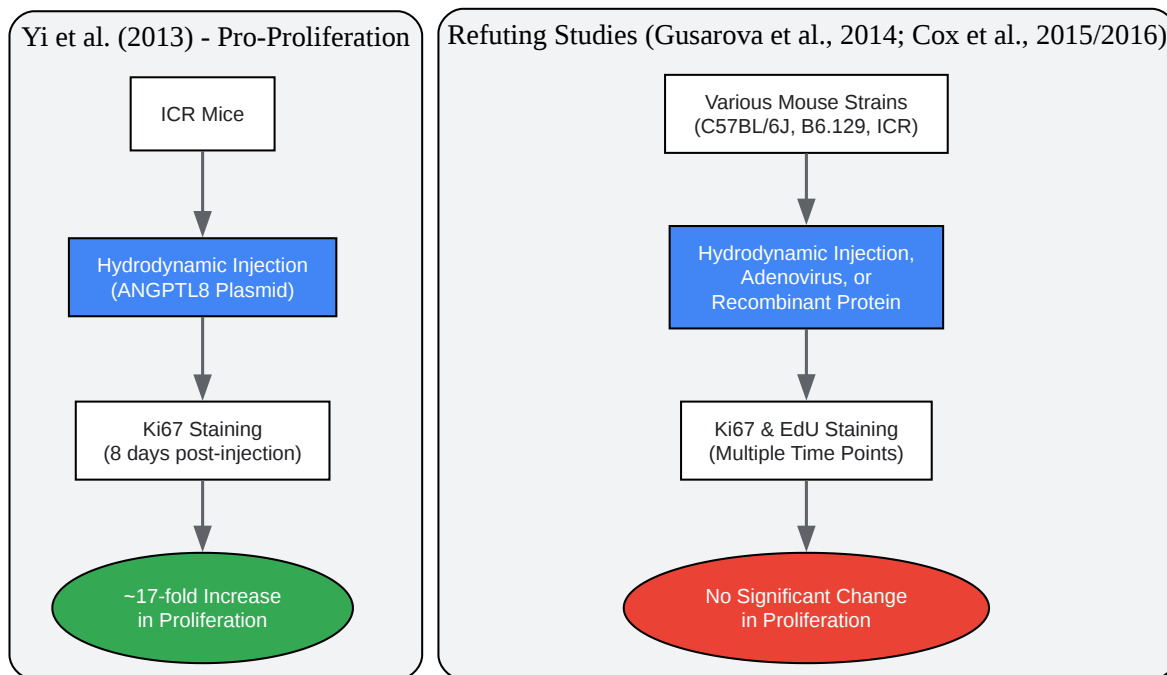 Yi et al. (2013) - Pro-Proliferation
ICR Mice
Hydrodynamic Injection
(ANGPTL8 Plasmid)
Ki67 Staining
(8 days post-injection)
~17-fold Increase
in Proliferation
Refuting Studies (Gusarova et al., 2014; Cox et al., 2015/2016)
Various Mouse Strains
(C57BL/6J, B6.129, ICR)
Hydrodynamic Injection,
Adenovirus, or
Recombinant Protein
Ki67 & EdU Staining
(Multiple Time Points)
No Significant Change
in Proliferation